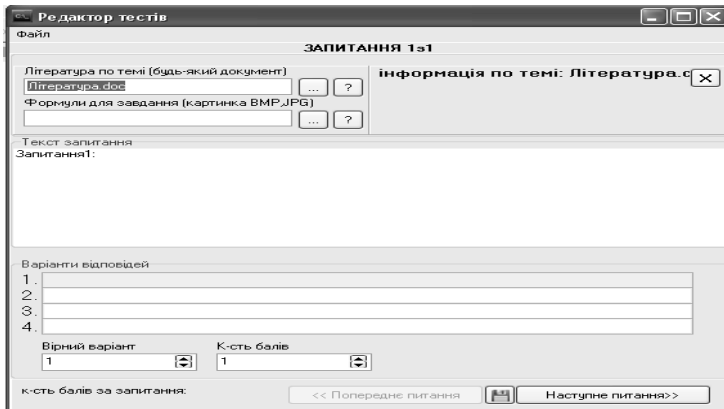 Редактор тестів
Файл
ЗАПИТАННЯ 1з1
Література по темі (будь-який документ)
Література.doc ... ?
інформація по темі: Література.d
Формули для завдання (картинка BMP,JPG)
... ?
Текст запитання
Запитання1:
Варіанти відповідей
1.
2.
3.
4.
Вірний варіант К-сть балів
1 1
к-сть балів за запитання:
<< Попереднє питання Наступне питання>>